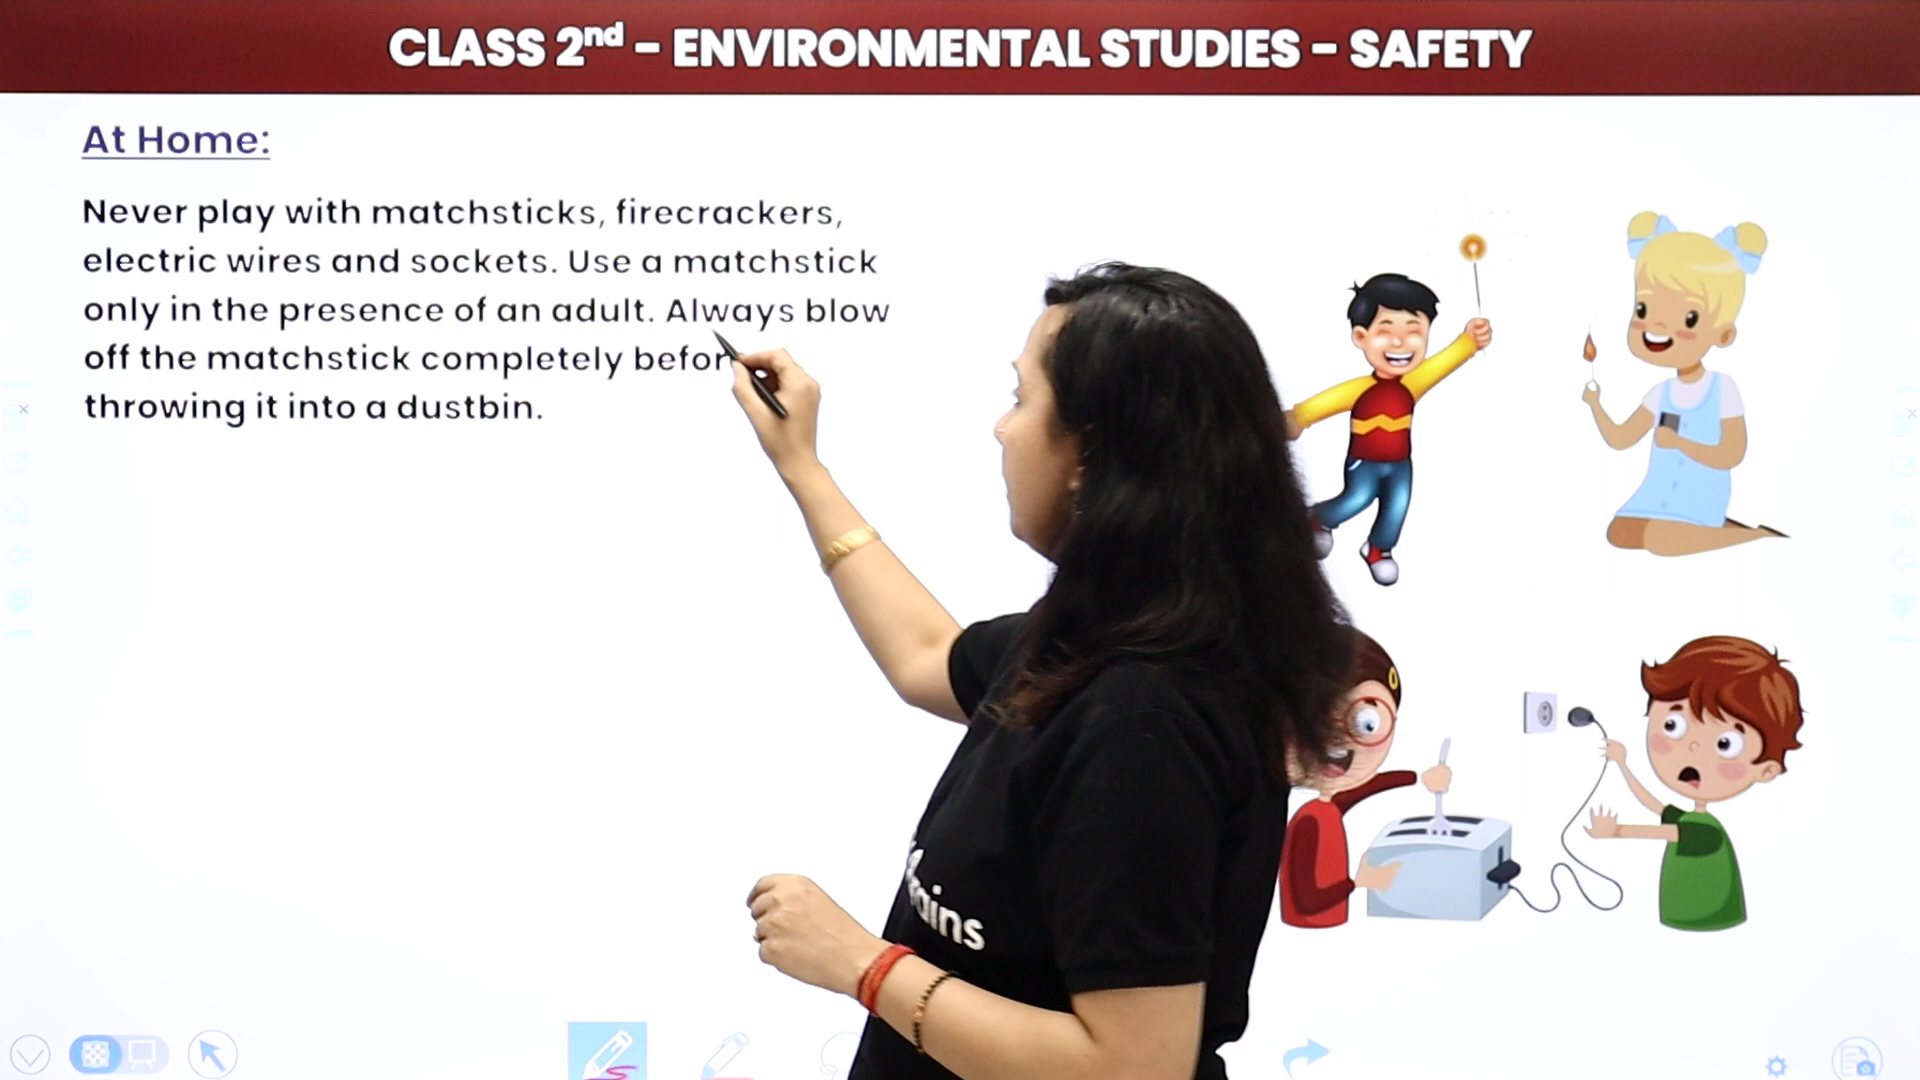 CLASS 2nd - ENVIRONMENTAL STUDIES - SAFETY
At Home:
Never play with matchsticks, firecrackers,
electric wires and sockets. Use a matchstick
only in the presence of an adult. Always blow
off the matchstick completely befor
throwing it into a dustbin.
ains